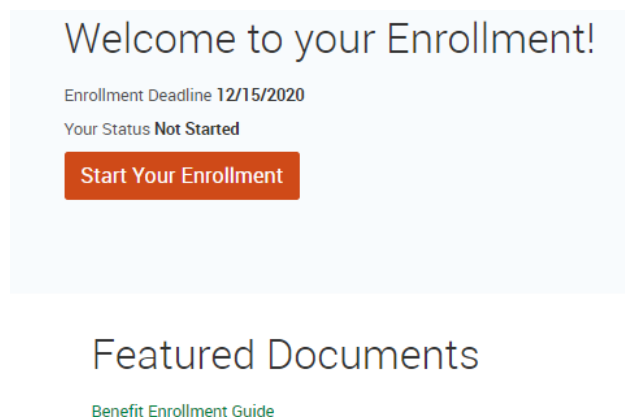 Welcome to your Enrollment!
Enrollment Deadline 12/15/2020
Your Status Not Started
Start Your Enrollment
Featured Documents
Benefit Enrollment Guide